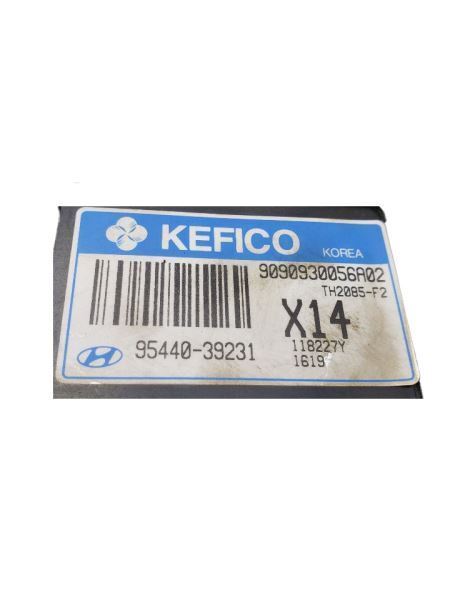 KEFICO KOREA
9090930056A02
TH2085-F2
X14
95440-39231
118227Y
1619